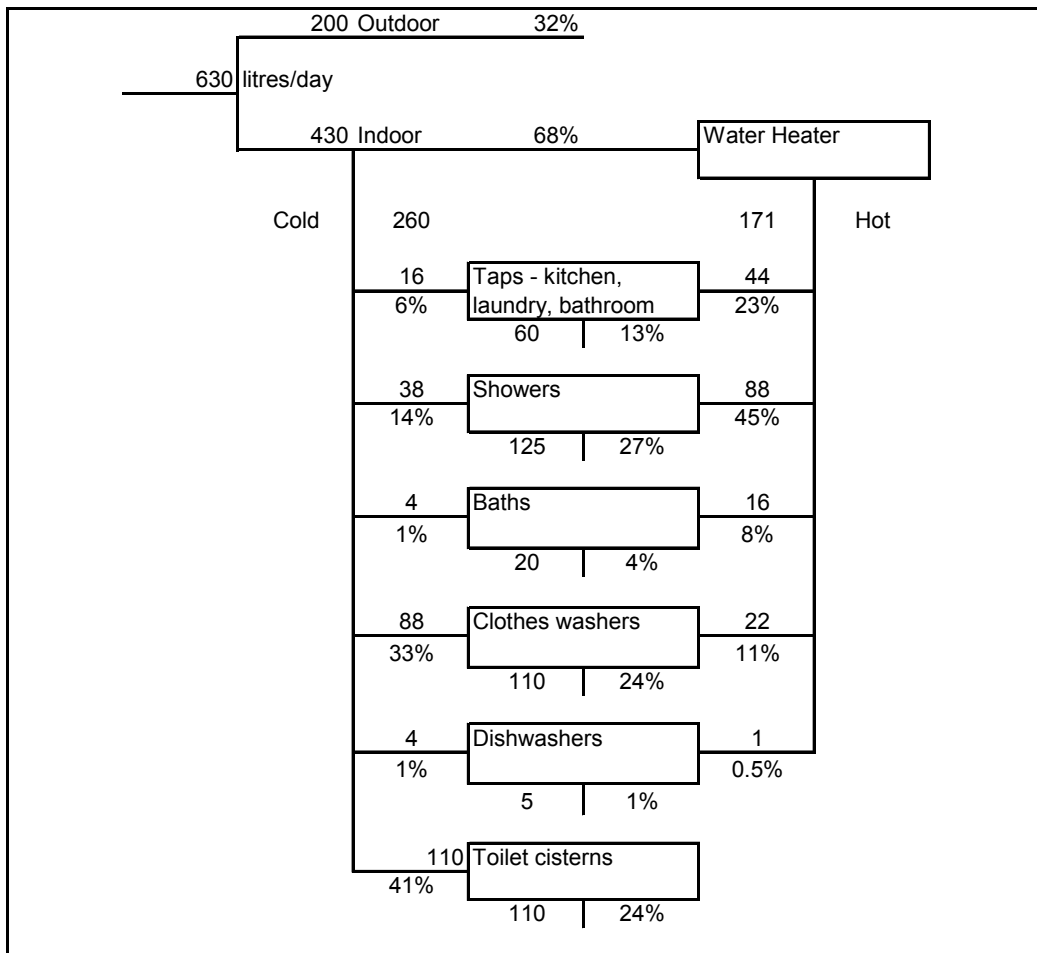 200 Outdoor 32%
630 litres/day
430 Indoor 68% Water Heater
Cold 260 171 Hot
16 Taps - kitchen, 44
6% laundry, bathroom 23%
60 13%
38 Showers 88
14% 45%
125 27%
4 Baths 16
1% 8%
20 4%
88 Clothes washers 22
33% 11%
110 24%
4 Dishwashers 1
1% 0.5%
5 1%
110 Toilet cisterns
41%
110 24%